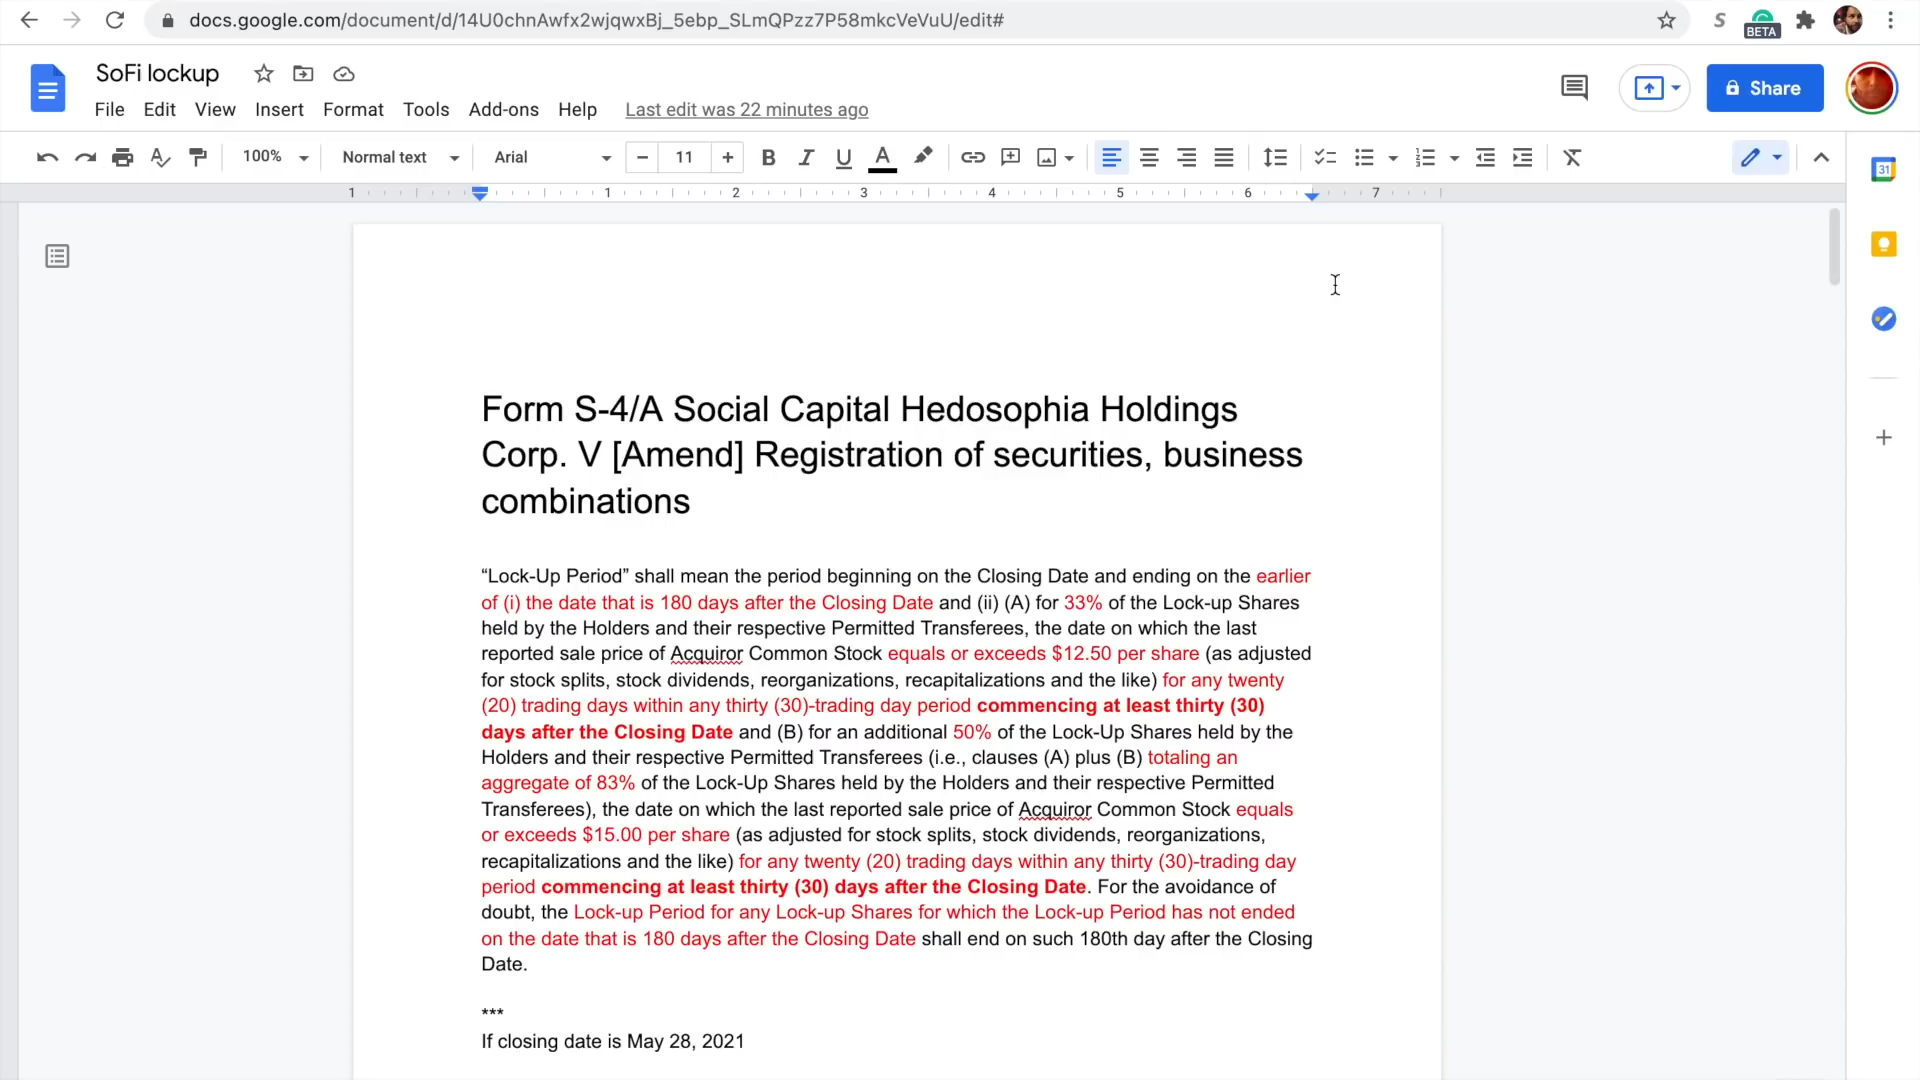 docs.google.com/document/d/14U0chnAwfx2wjqwxBj_5ebp_SLmQPzz7P58mkcVeVuU/edit#
S
BETA
SoFi lockup
Share
File Edit View Insert Format Tools Add-ons Help Last edit was 22 minutes ago
100% Normal text Arial − 11 + B I U A
31
1 1 2 3 4 5 6 7
Form S-4/A Social Capital Hedosophia Holdings
Corp. V [Amend] Registration of securities, business
combinations
“Lock-Up Period” shall mean the period beginning on the Closing Date and ending on the earlier
of (i) the date that is 180 days after the Closing Date and (ii) (A) for 33% of the Lock-up Shares
held by the Holders and their respective Permitted Transferees, the date on which the last
reported sale price of Acquiror Common Stock equals or exceeds $12.50 per share (as adjusted
for stock splits, stock dividends, reorganizations, recapitalizations and the like) for any twenty
(20) trading days within any thirty (30)-trading day period commencing at least thirty (30)
days after the Closing Date and (B) for an additional 50% of the Lock-Up Shares held by the
Holders and their respective Permitted Transferees (i.e., clauses (A) plus (B) totaling an
aggregate of 83% of the Lock-Up Shares held by the Holders and their respective Permitted
Transferees), the date on which the last reported sale price of Acquiror Common Stock equals
or exceeds $15.00 per share (as adjusted for stock splits, stock dividends, reorganizations,
recapitalizations and the like) for any twenty (20) trading days within any thirty (30)-trading day
period commencing at least thirty (30) days after the Closing Date. For the avoidance of
doubt, the Lock-up Period for any Lock-up Shares for which the Lock-up Period has not ended
on the date that is 180 days after the Closing Date shall end on such 180th day after the Closing
Date.
***
If closing date is May 28, 2021